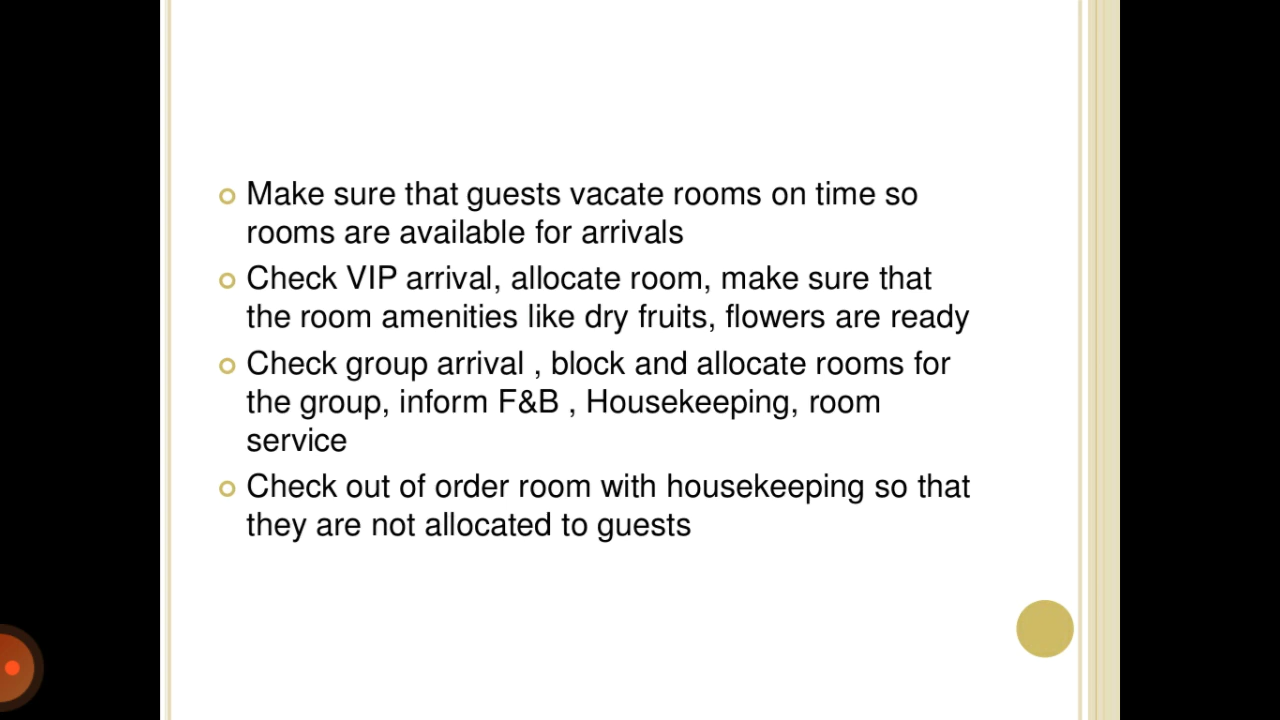 Make sure that guests vacate rooms on time so
rooms are available for arrivals
Check VIP arrival, allocate room, make sure that
the room amenities like dry fruits, flowers are ready
Check group arrival , block and allocate rooms for
the group, inform F&B , Housekeeping, room
service
Check out of order room with housekeeping so that
they are not allocated to guests